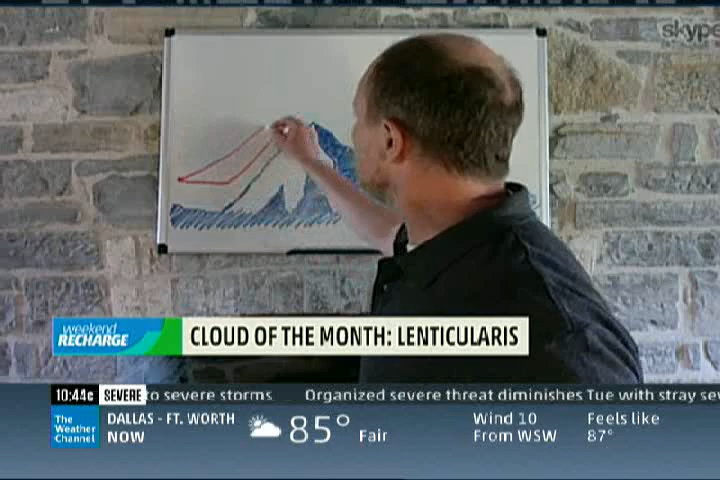 skype
weekend
RECHARGE
CLOUD OF THE MONTH: LENTICULARIS
10:44c SEVERE to severe storms Organized severe threat diminishes Tue with stray sev
The
Weather
Channel
DALLAS - FT. WORTH
NOW
85° Fair
Wind 10
From WSW
Feels like
87°